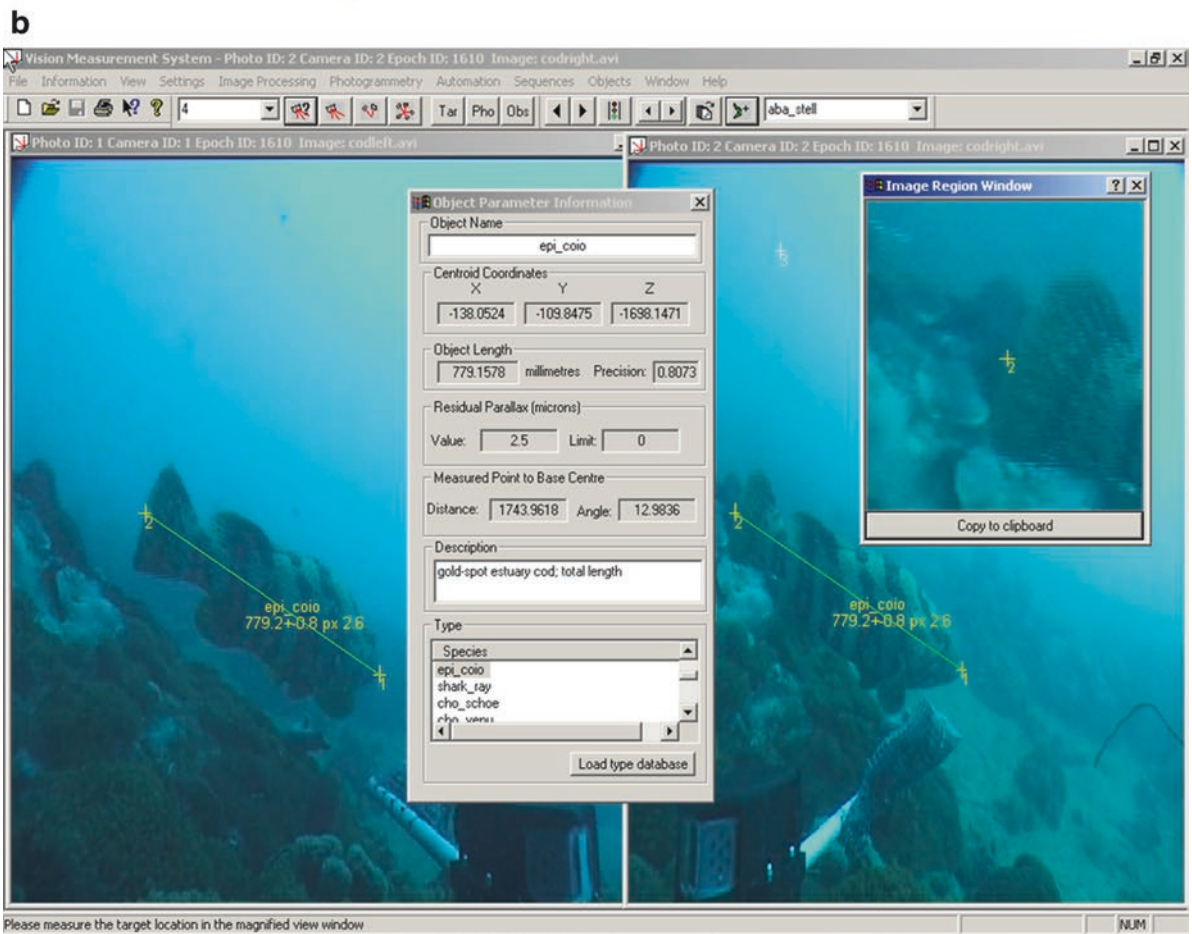 b
Vision Measurement System - Photo ID: 2 Camera ID: 2 Epoch ID: 1610 Image: codright.avi
File Information View Settings Image Processing Photogrammetry Automation Sequences Objects Window Help
4 Tar Pho Obs aba_stell
Photo ID: 1 Camera ID: 1 Epoch ID: 1610 Image: codleft.avi
2
epi_coio
779.2+-0.8 px 2.6
1
Object Parameter Information
Object Name
epi_coio
Centroid Coordinates
X Y Z
-138.0524 -109.8475 -1698.1471
Object Length
779.1578 millimetres Precision: 0.8073
Residual Parallax (microns)
Value: 2.5 Limit: 0
Measured Point to Base Centre
Distance: 1743.9618 Angle: 12.9836
Description
gold-spot estuary cod; total length
Type
Species
epi_coio
shark_ray
cho_schoe
cho_venu
Load type database
Photo ID: 2 Camera ID: 2 Epoch ID: 1610 Image: codright.avi
3
2
epi_coio
779.2+-0.8 px 2.6
1
Image Region Window
2
Copy to clipboard
Please measure the target location in the magnified view window
NUM